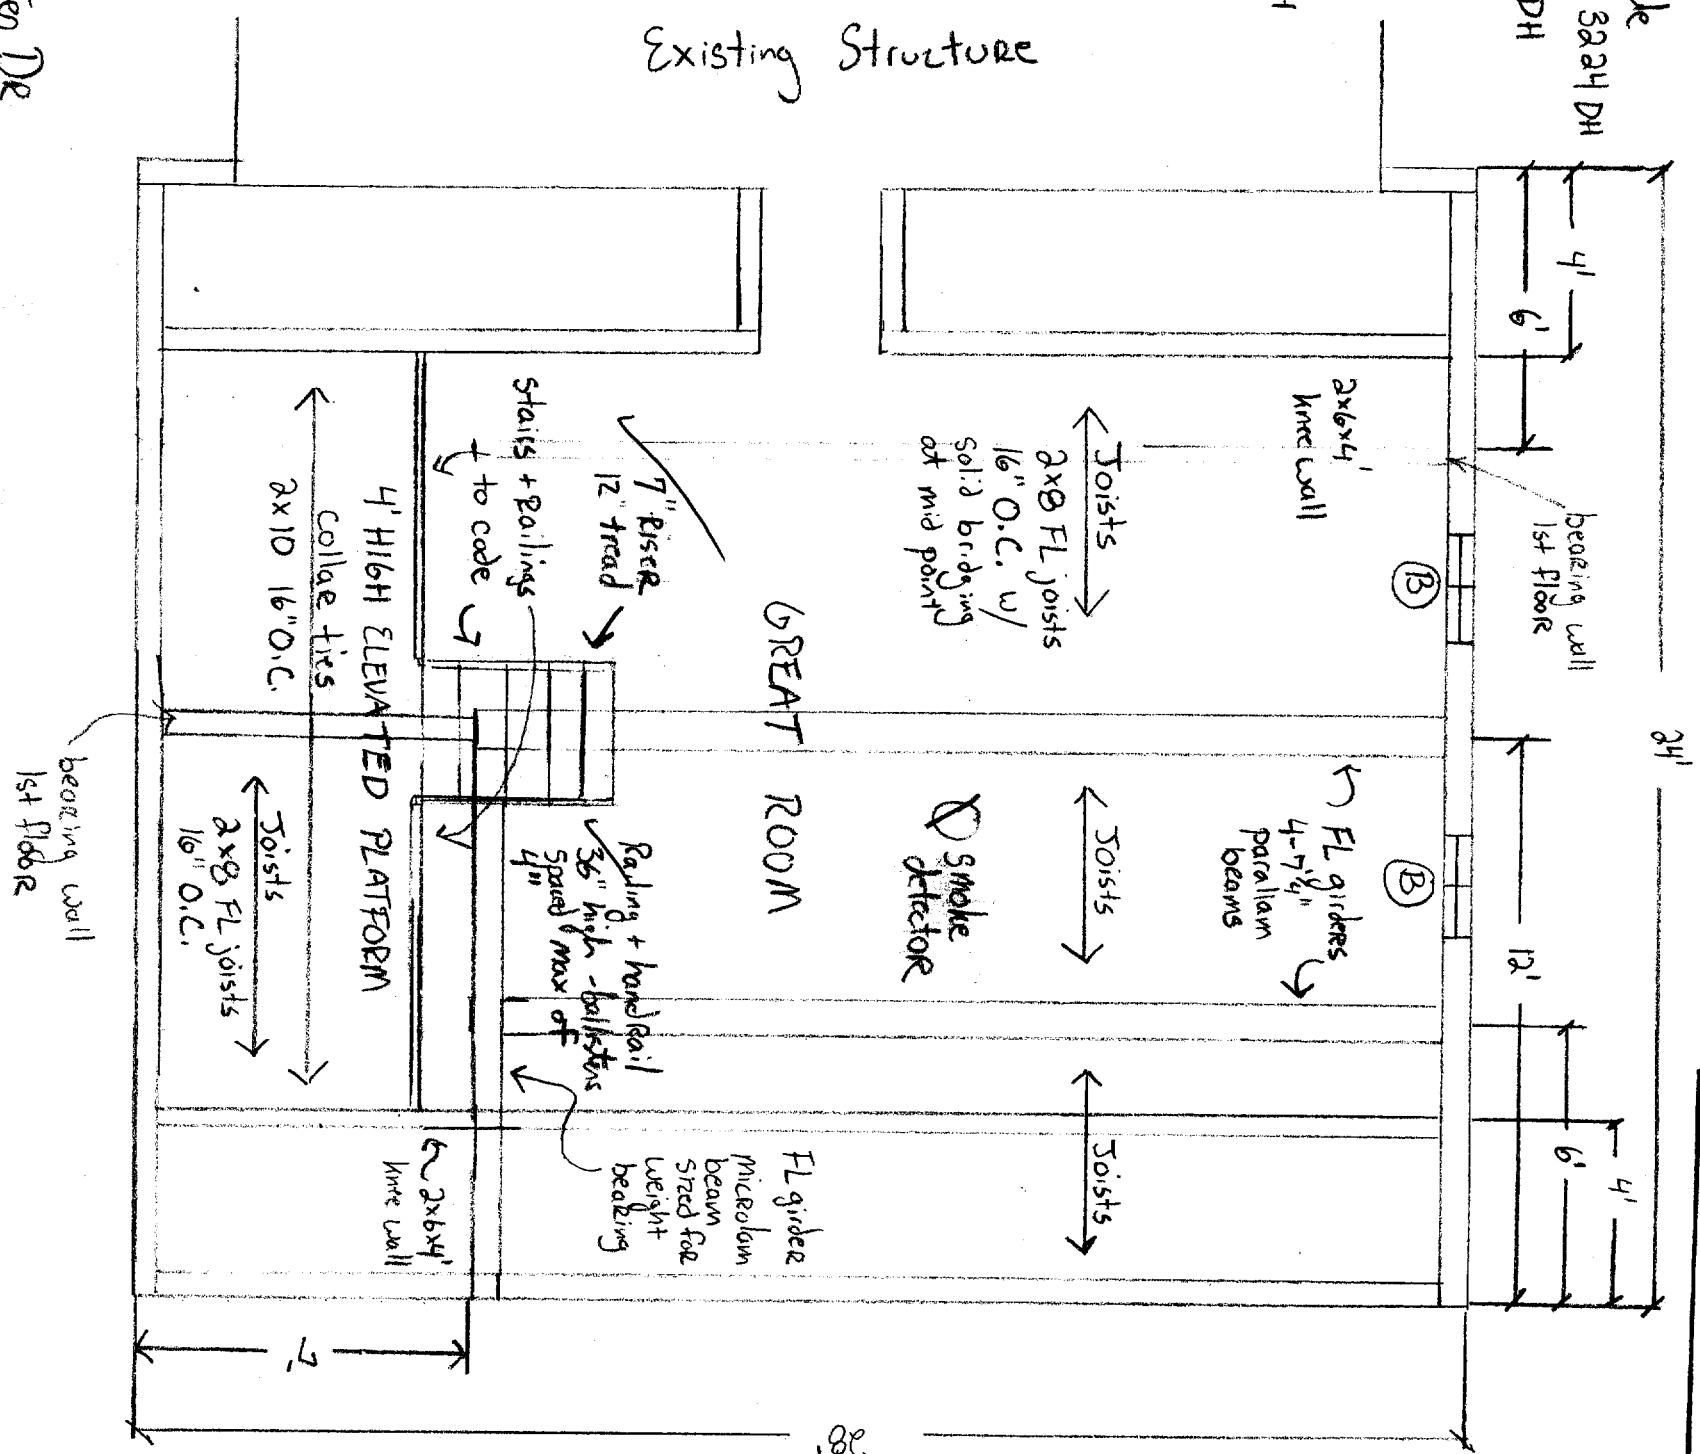 Existing Structure
3224 DH
DH
24'
4'
6'
12'
6'
4'
28'
7'
bearing wall
1st floor
2x6x4'
knee wall
B
B
Joists
2x8 FL joists
16" O.C. w/
solid bridging
at mid point
FL girders
4-7¼"
parallam
beams
Joists
Smoke
detector
Joists
GREAT ROOM
7" Riser
12" tread
stairs + Railings
to code
Railing + handrail
36" high - ballisters
spaced max of
4"
FL girder
microlam
beam
sized for
weight
bearing
4' HIGH ELEVATED PLATFORM
collae ties
2x10 16" O.C.
Joists
2x8 FL joists
16" O.C.
2x6x4'
knee wall
bearing wall
1st floor
DR